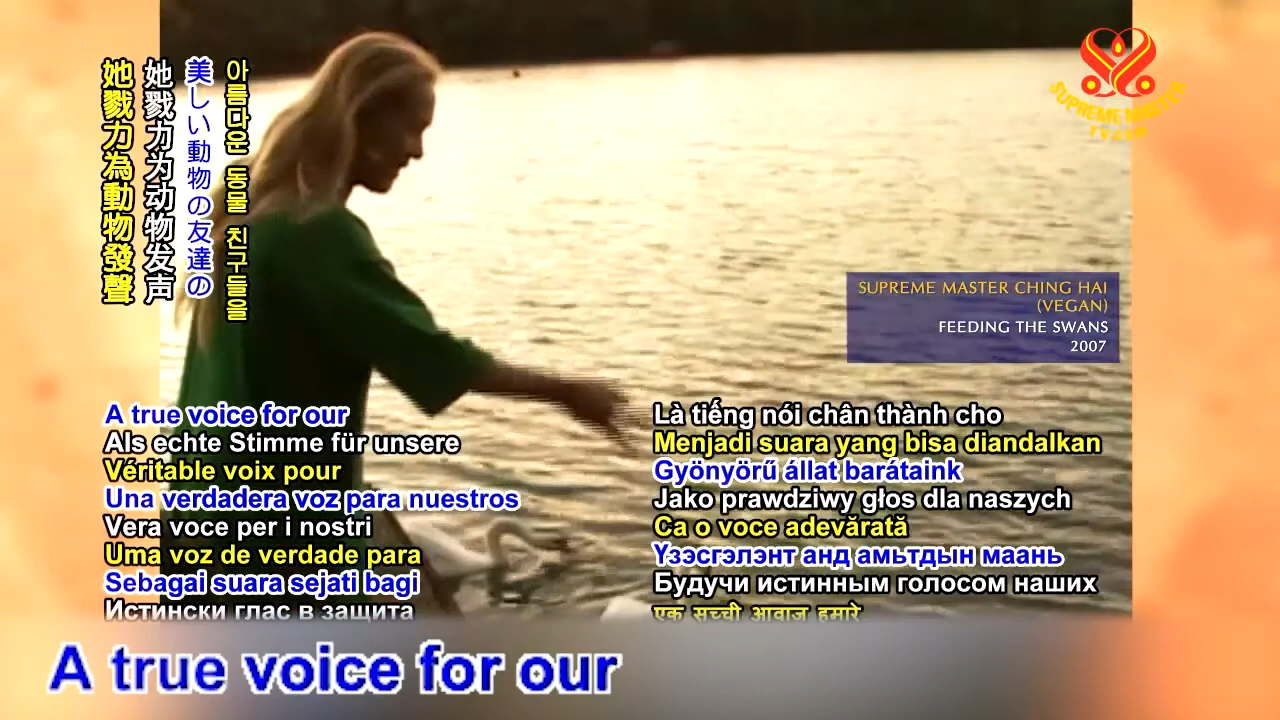 她戮力為動物發聲
她戮力为动物发声
美しい動物の友達の
아름다운 동물 친구들을
SUPREME MASTER
TV.COM
SUPREME MASTER CHING HAI
(VEGAN)
FEEDING THE SWANS
2007
A true voice for our
Als echte Stimme für unsere
Véritable voix pour
Una verdadera voz para nuestros
Vera voce per i nostri
Uma voz de verdade para
Sebagai suara sejati bagi
Истински глас в защита
Là tiếng nói chân thành cho
Menjadi suara yang bisa diandalkan
Gyönyörű állat barátaink
Jako prawdziwy głos dla naszych
Ca o voce adevărată
Үзэсгэлэнт анд амьтдын маань
Будучи истинным голосом наших
एक सच्ची आवाज़ हमारे
A true voice for our